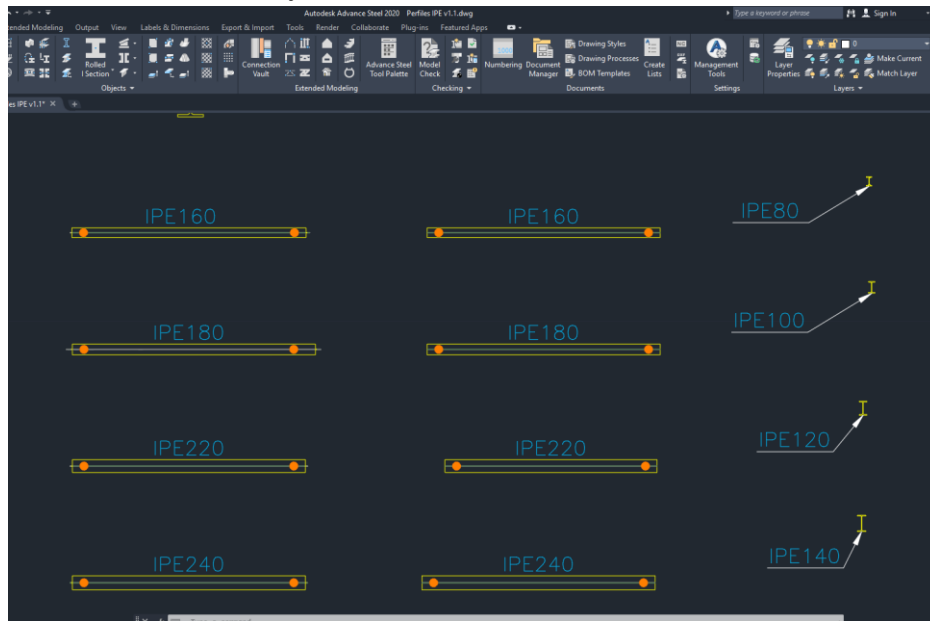 Autodesk Advance Steel 2020 Perfiles IPE v1.1.dwg
Type a keyword or phrase
Sign In
tended Modeling Output View Labels & Dimensions Export & Import Tools Render Collaborate Plug-ins Featured Apps
Rolled
I Section
Connection
Vault
Advance Steel
Tool Palette
Model
Check
Numbering
Document
Manager
Drawing Styles
Drawing Processes
BOM Templates
Create
Lists
Management
Tools
Layer
Properties
0
Make Current
Match Layer
Objects
Extended Modeling
Checking
Documents
Settings
Layers
es IPE v1.1*
IPE160
IPE160
IPE80
IPE180
IPE180
IPE100
IPE220
IPE220
IPE120
IPE240
IPE240
IPE140